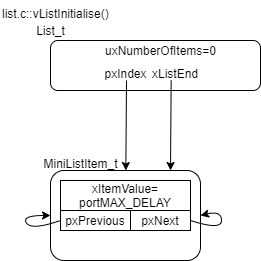 list.c::vListInitialise()
List_t
uxNumberOfItems=0
pxIndex xListEnd
MiniListItem_t
xItemValue=
portMAX_DELAY
pxPrevious pxNext